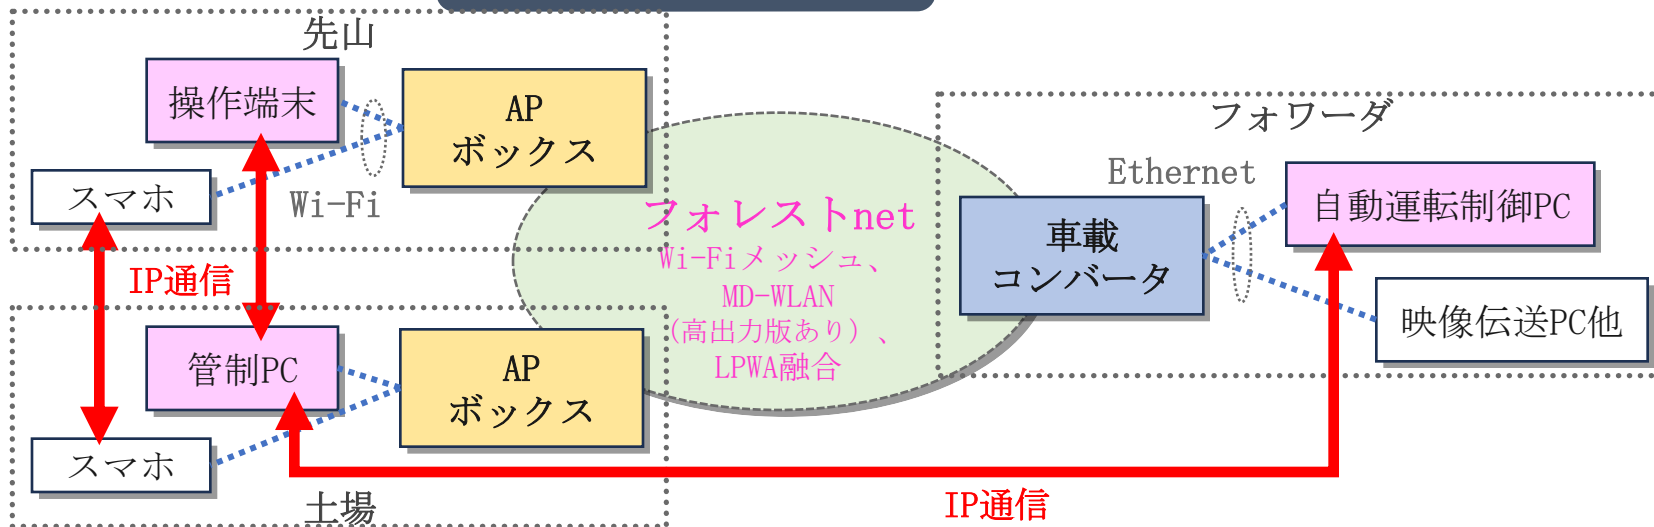 先山
操作端末
AP
ボックス
スマホ
Wi-Fi
IP通信
管制PC
AP
ボックス
スマホ
土場
フォレストnet
Wi-Fiメッシュ、
MD-WLAN
(高出力版あり)、
LPWA融合
フォワーダ
Ethernet
車載
コンバータ
自動運転制御PC
映像伝送PC他
IP通信